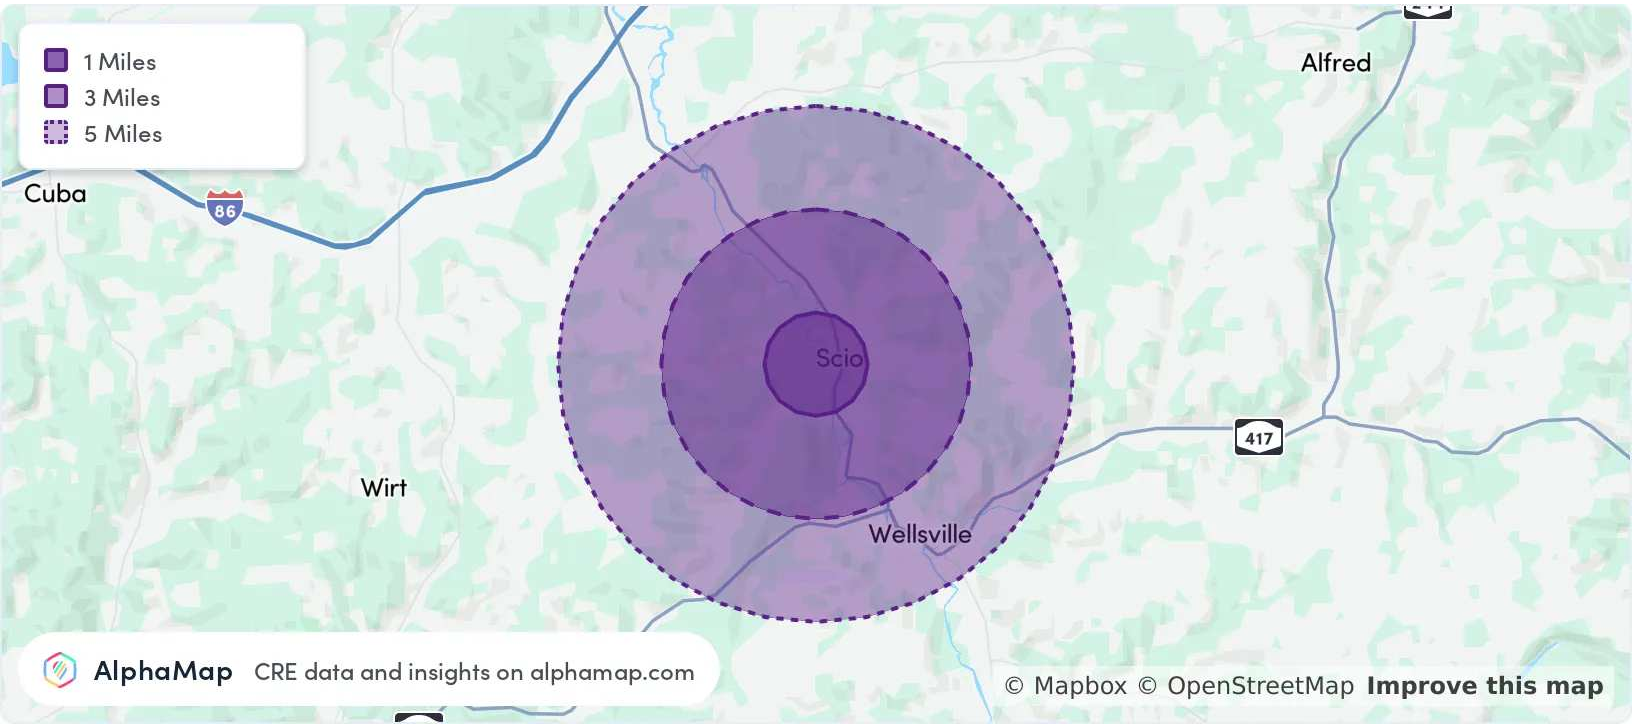 1 Miles
3 Miles
5 Miles
Alfred
Cuba
86
Scio
417
Wirt
Wellsville
AlphaMap CRE data and insights on alphamap.com
© Mapbox © OpenStreetMap Improve this map